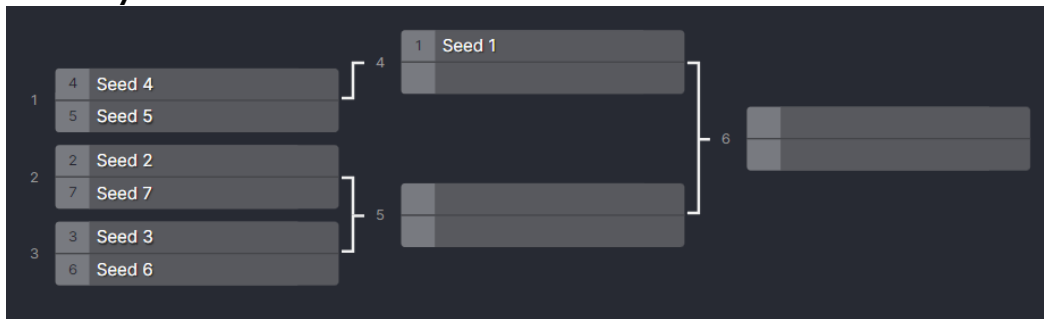 1
4 Seed 4
5 Seed 5
2
2 Seed 2
7 Seed 7
3
3 Seed 3
6 Seed 6
4
1 Seed 1
5
6